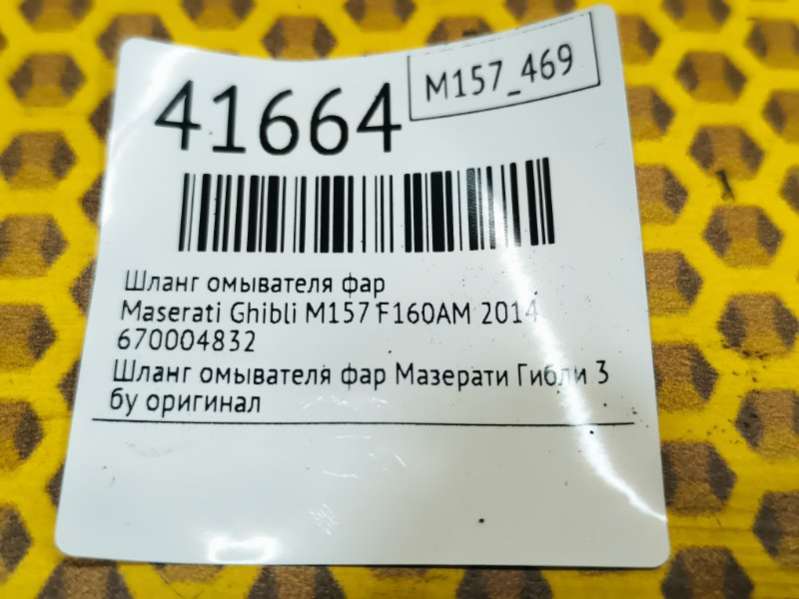 41664
M157_469
Шланг омывателя фар
Maserati Ghibli M157 F160AM 2014
670004832
Шланг омывателя фар Мазерати Гибли 3
бу оригинал